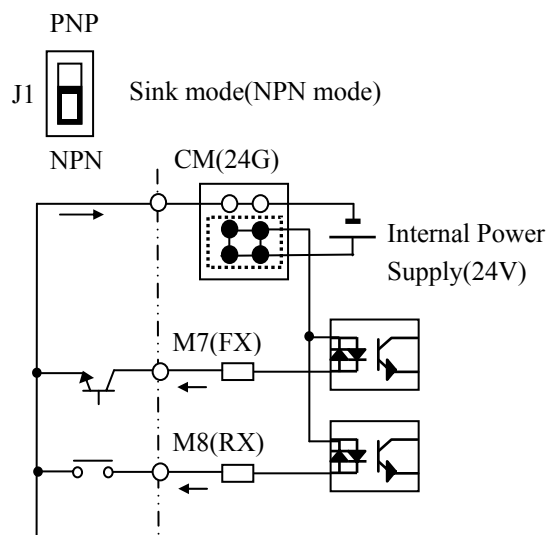 PNP
J1
Sink mode(NPN mode)
NPN
CM(24G)
Internal Power
Supply(24V)
M7(FX)
M8(RX)